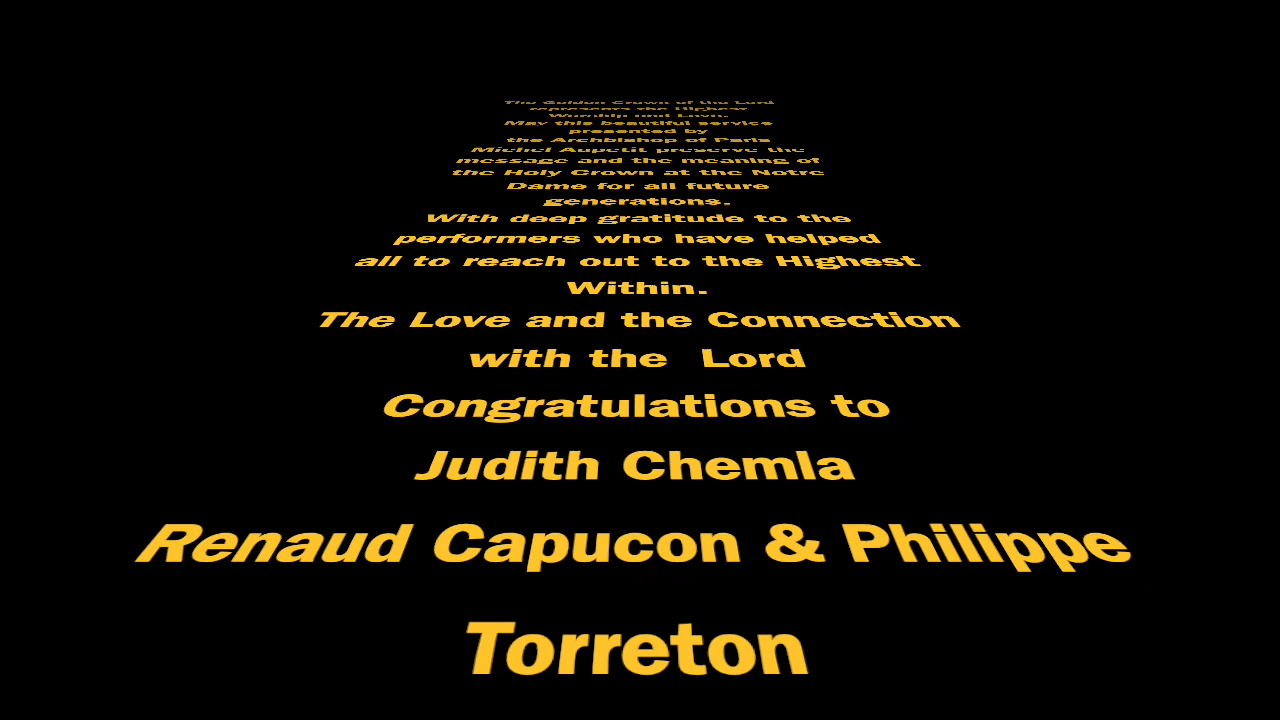 The Golden Crown of the Lord
represents the Highest
Worship and Love.
May this beautiful service
presented by
the Archbishop of Paris
Michel Aupetit preserve the
message and the meaning of
the Holy Crown at the Notre
Dame for all future
generations.
With deep gratitude to the
performers who have helped
all to reach out to the Highest
Within.
The Love and the Connection
with the Lord
Congratulations to
Judith Chemla
Renaud Capucon & Philippe
Torreton